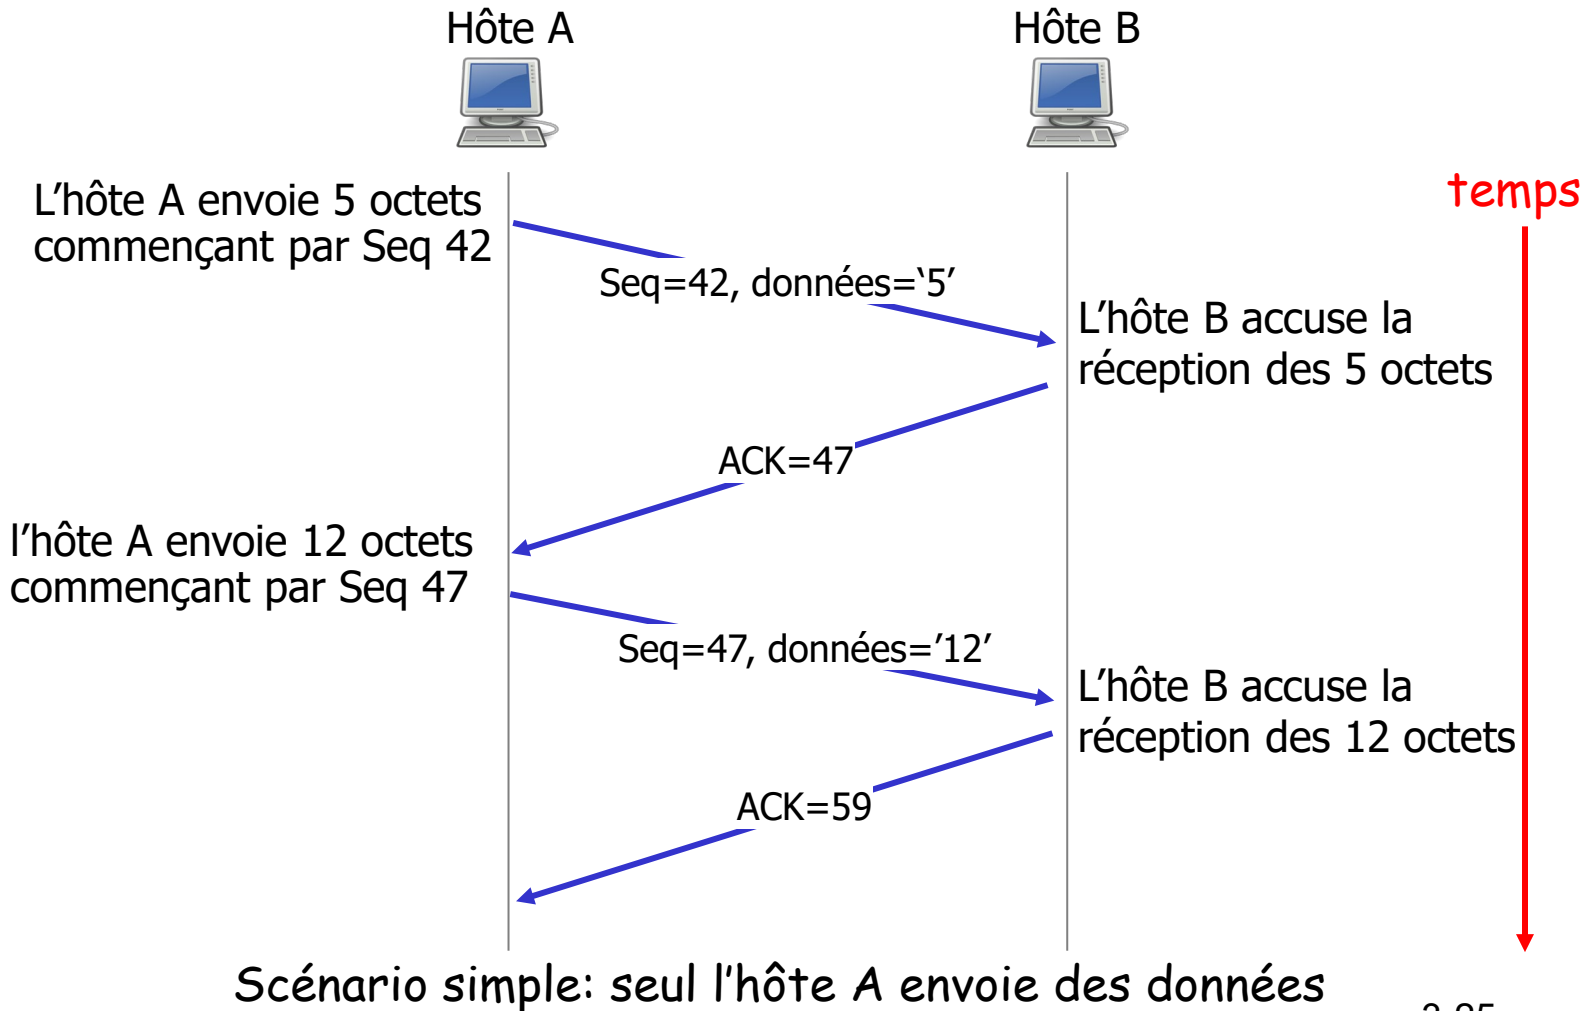 Hôte A
Hôte B
L’hôte A envoie 5 octets
commençant par Seq 42
temps
Seq=42, données=‘5’
L’hôte B accuse la
réception des 5 octets
ACK=47
l’hôte A envoie 12 octets
commençant par Seq 47
Seq=47, données=’12’
L’hôte B accuse la
réception des 12 octets
ACK=59
Scénario simple: seul l’hôte A envoie des données